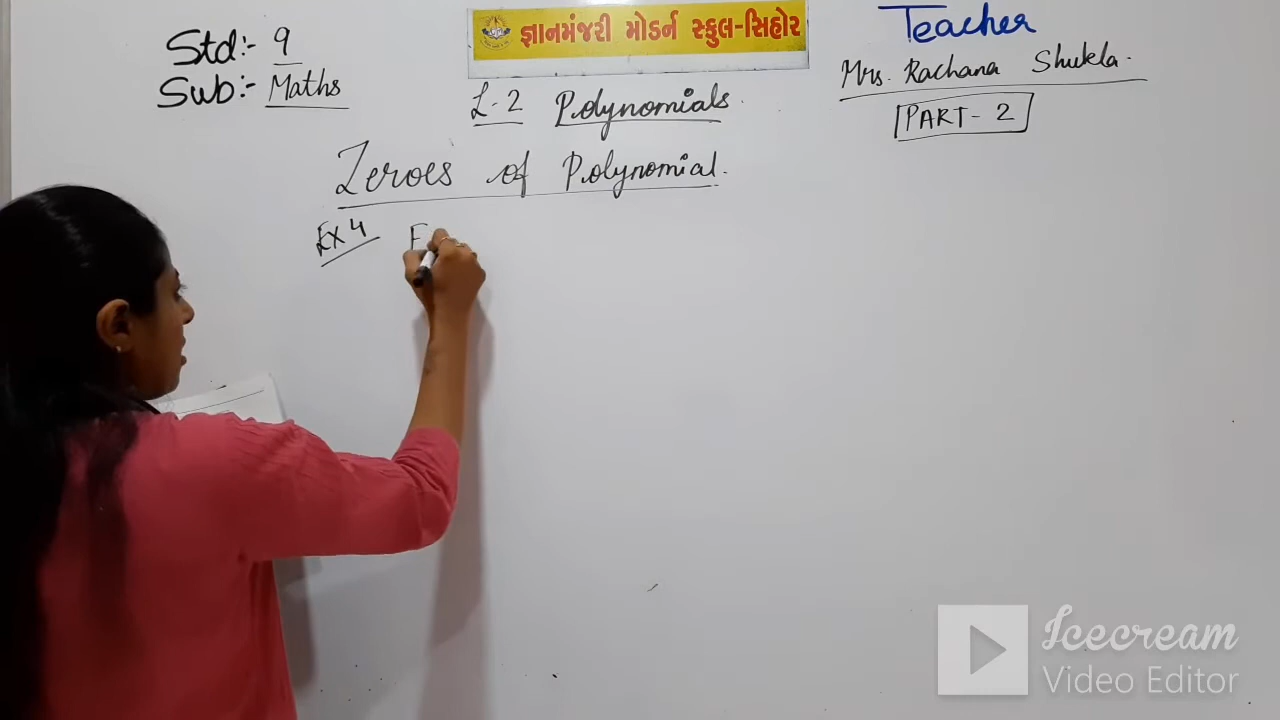 Std:- 9
Sub:- Maths
જ્ઞાનમંજરી મોડર્ન સ્કુલ-સિહોર
Teacher
Mrs. Rachana Shukla.
PART-2
L-2 Polynomials.
Zeroes of Polynomial.
Ex 4 F
Icecream
Video Editor